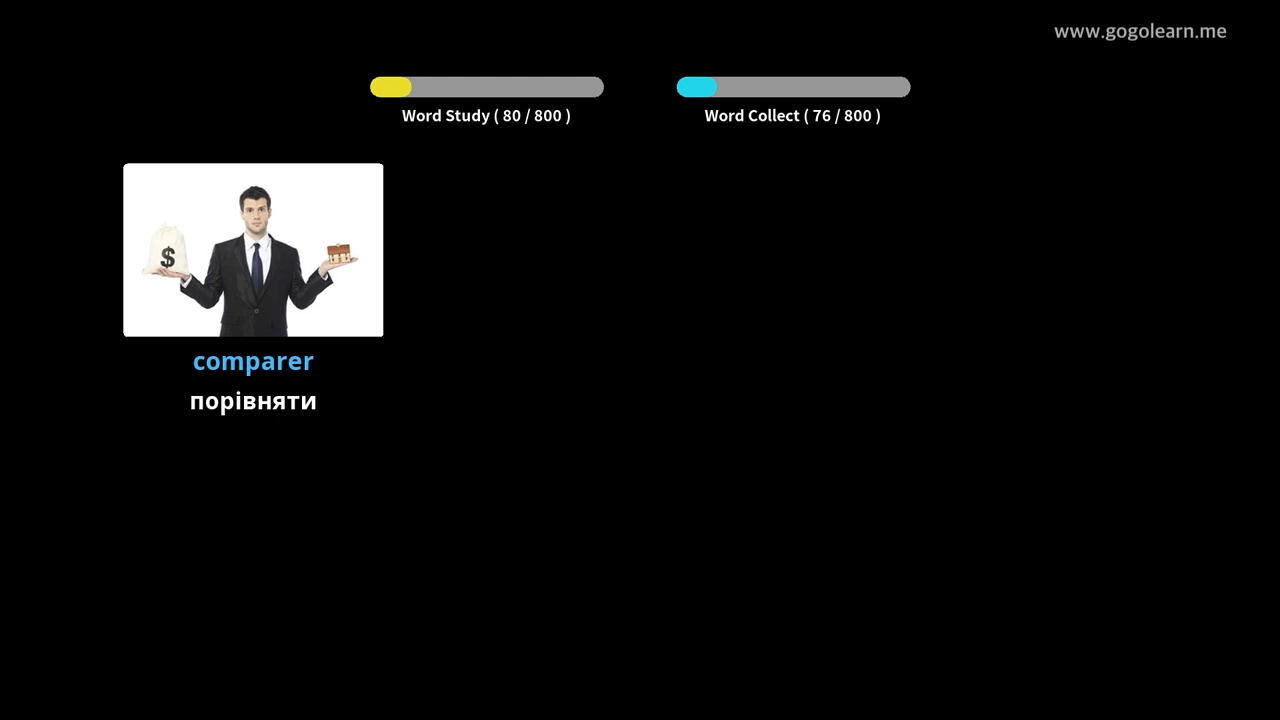 www.gogolearn.me
Word Study ( 80 / 800 )
Word Collect ( 76 / 800 )
$
comparer
порівняти